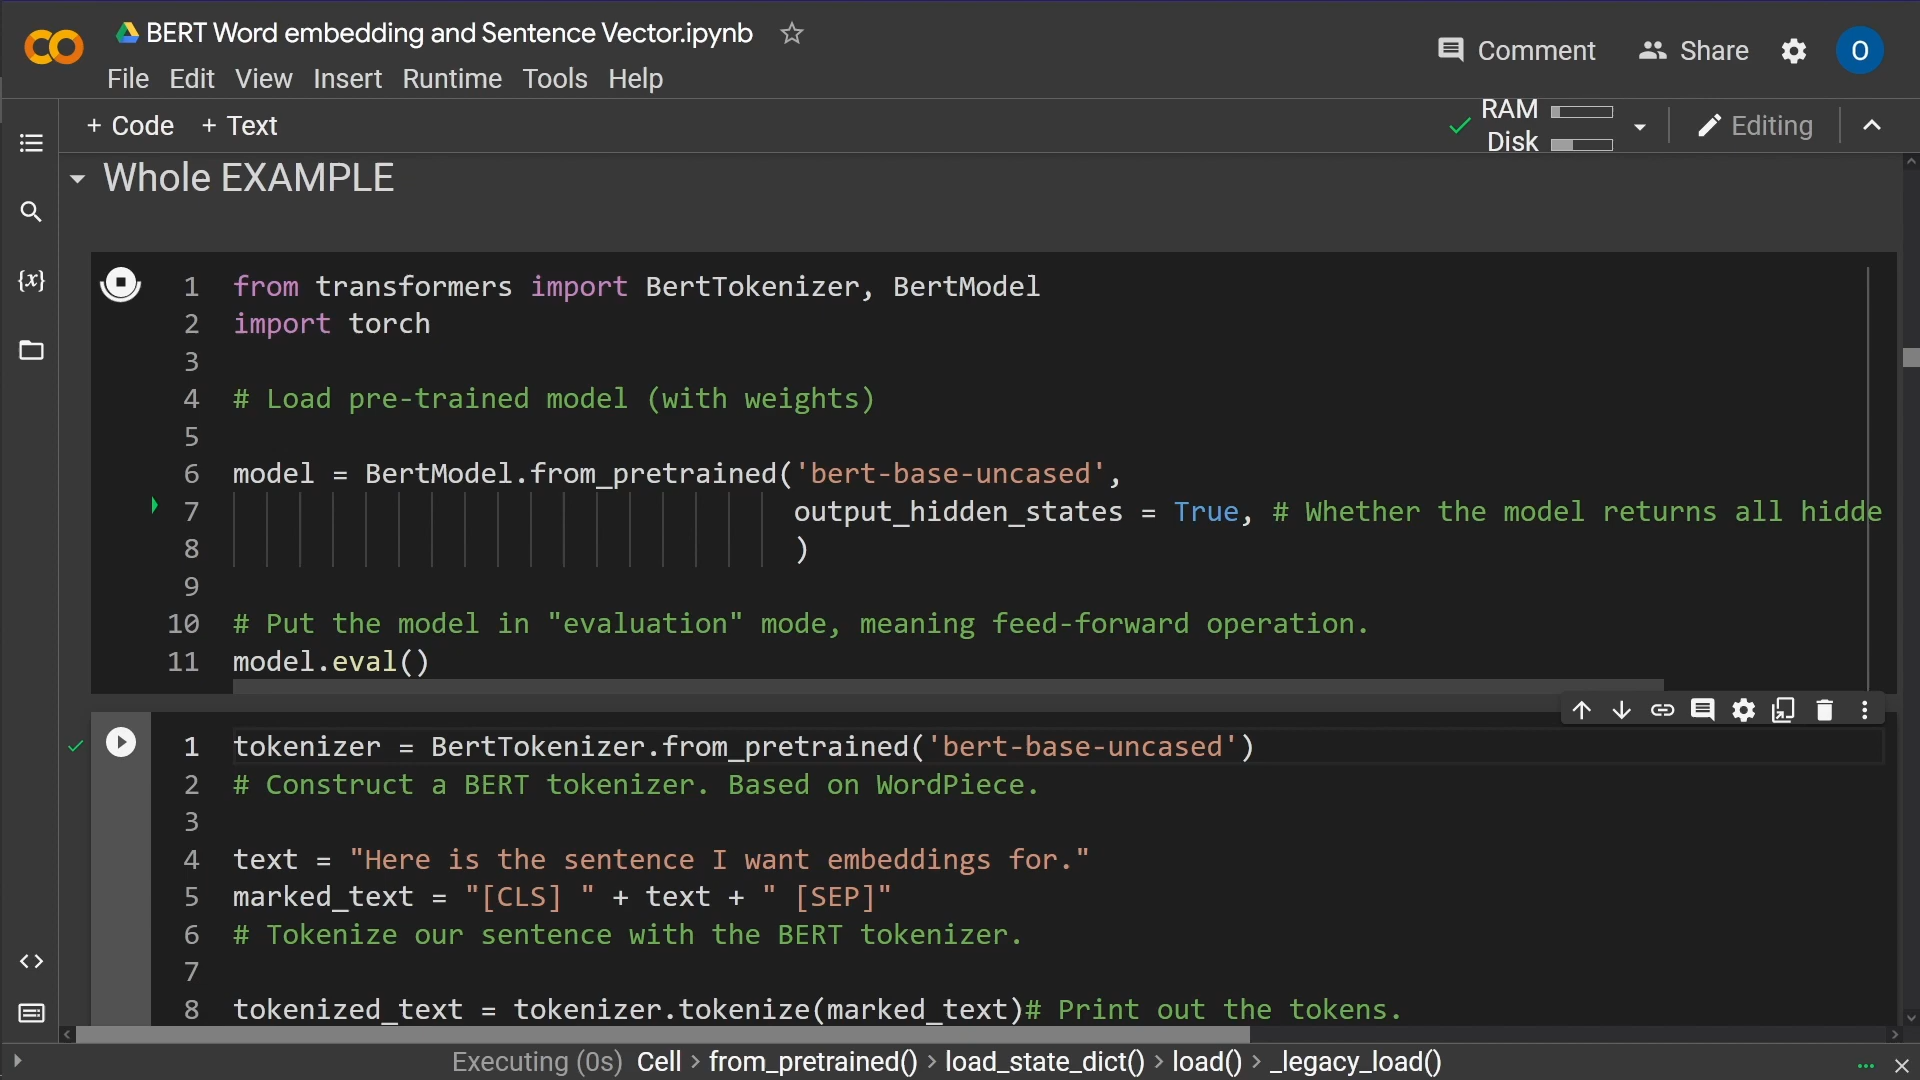 BERT Word embedding and Sentence Vector.ipynb
File Edit View Insert Runtime Tools Help
Comment Share O
+ Code + Text
RAM
Disk
Editing
Whole EXAMPLE
{x}
1 from transformers import BertTokenizer, BertModel
2 import torch
3
4 # Load pre-trained model (with weights)
5
6 model = BertModel.from_pretrained('bert-base-uncased',
7 output_hidden_states = True, # Whether the model returns all hidde
8 )
9
10 # Put the model in "evaluation" mode, meaning feed-forward operation.
11 model.eval()
1 tokenizer = BertTokenizer.from_pretrained('bert-base-uncased')
2 # Construct a BERT tokenizer. Based on WordPiece.
3
4 text = "Here is the sentence I want embeddings for."
5 marked_text = "[CLS] " + text + " [SEP]"
6 # Tokenize our sentence with the BERT tokenizer.
7
8 tokenized_text = tokenizer.tokenize(marked_text)# Print out the tokens.
Executing (0s) Cell > from_pretrained() > load_state_dict() > load() > _legacy_load()